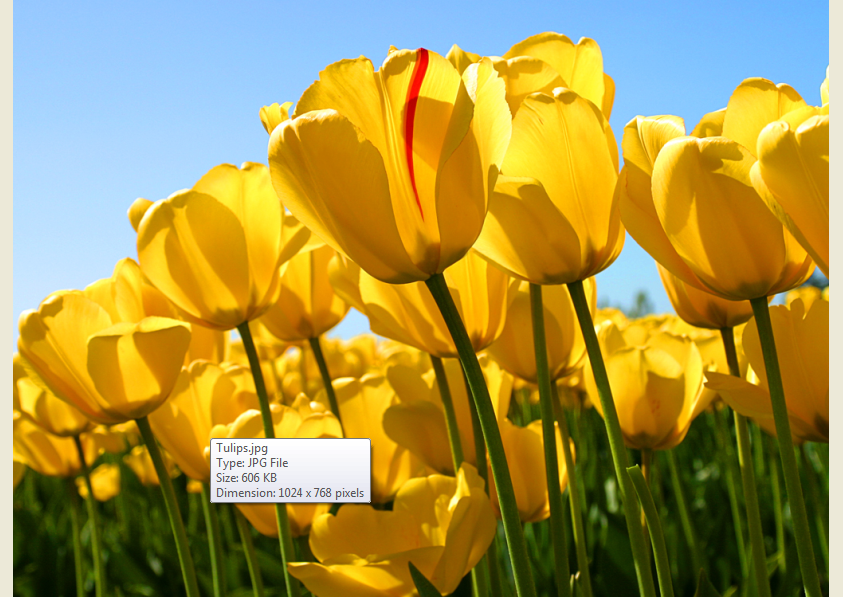 Tulips.jpg
Type: JPG File
Size: 606 KB
Dimension: 1024 x 768 pixels